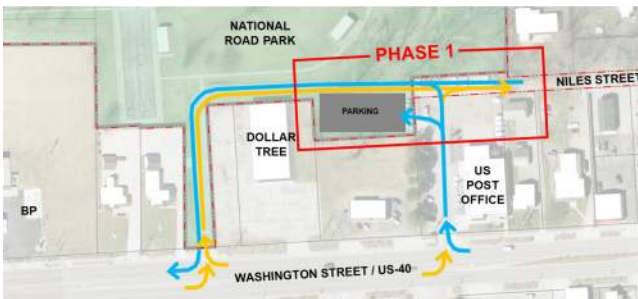 NATIONAL
ROAD PARK
PHASE 1
NILES STREET
PARKING
DOLLAR
TREE
US
POST
OFFICE
BP
WASHINGTON STREET / US-40